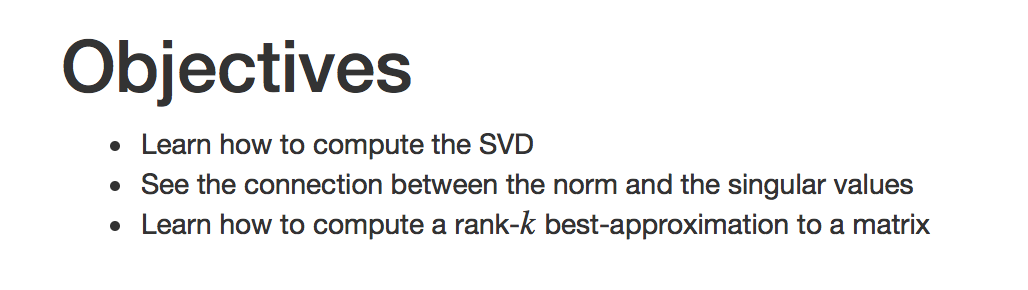 Objectives
• Learn how to compute the SVD
• See the connection between the norm and the singular values
• Learn how to compute a rank-k best-approximation to a matrix